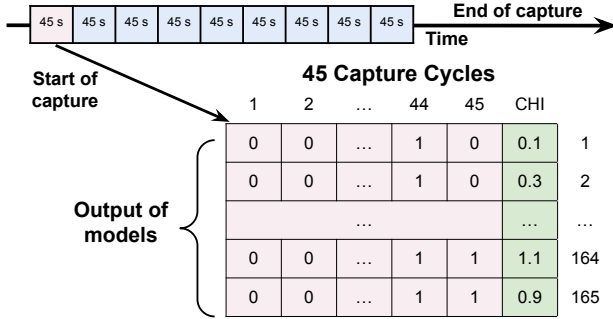 45 s 45 s 45 s 45 s 45 s 45 s 45 s 45 s 45 s
End of capture
Time
Start of
capture
45 Capture Cycles
1 2 ... 44 45 CHI
0 0 ... 1 0 0.1 1
0 0 ... 1 0 0.3 2
... ... ...
0 0 ... 1 1 1.1 164
0 0 ... 1 1 0.9 165
Output of
models